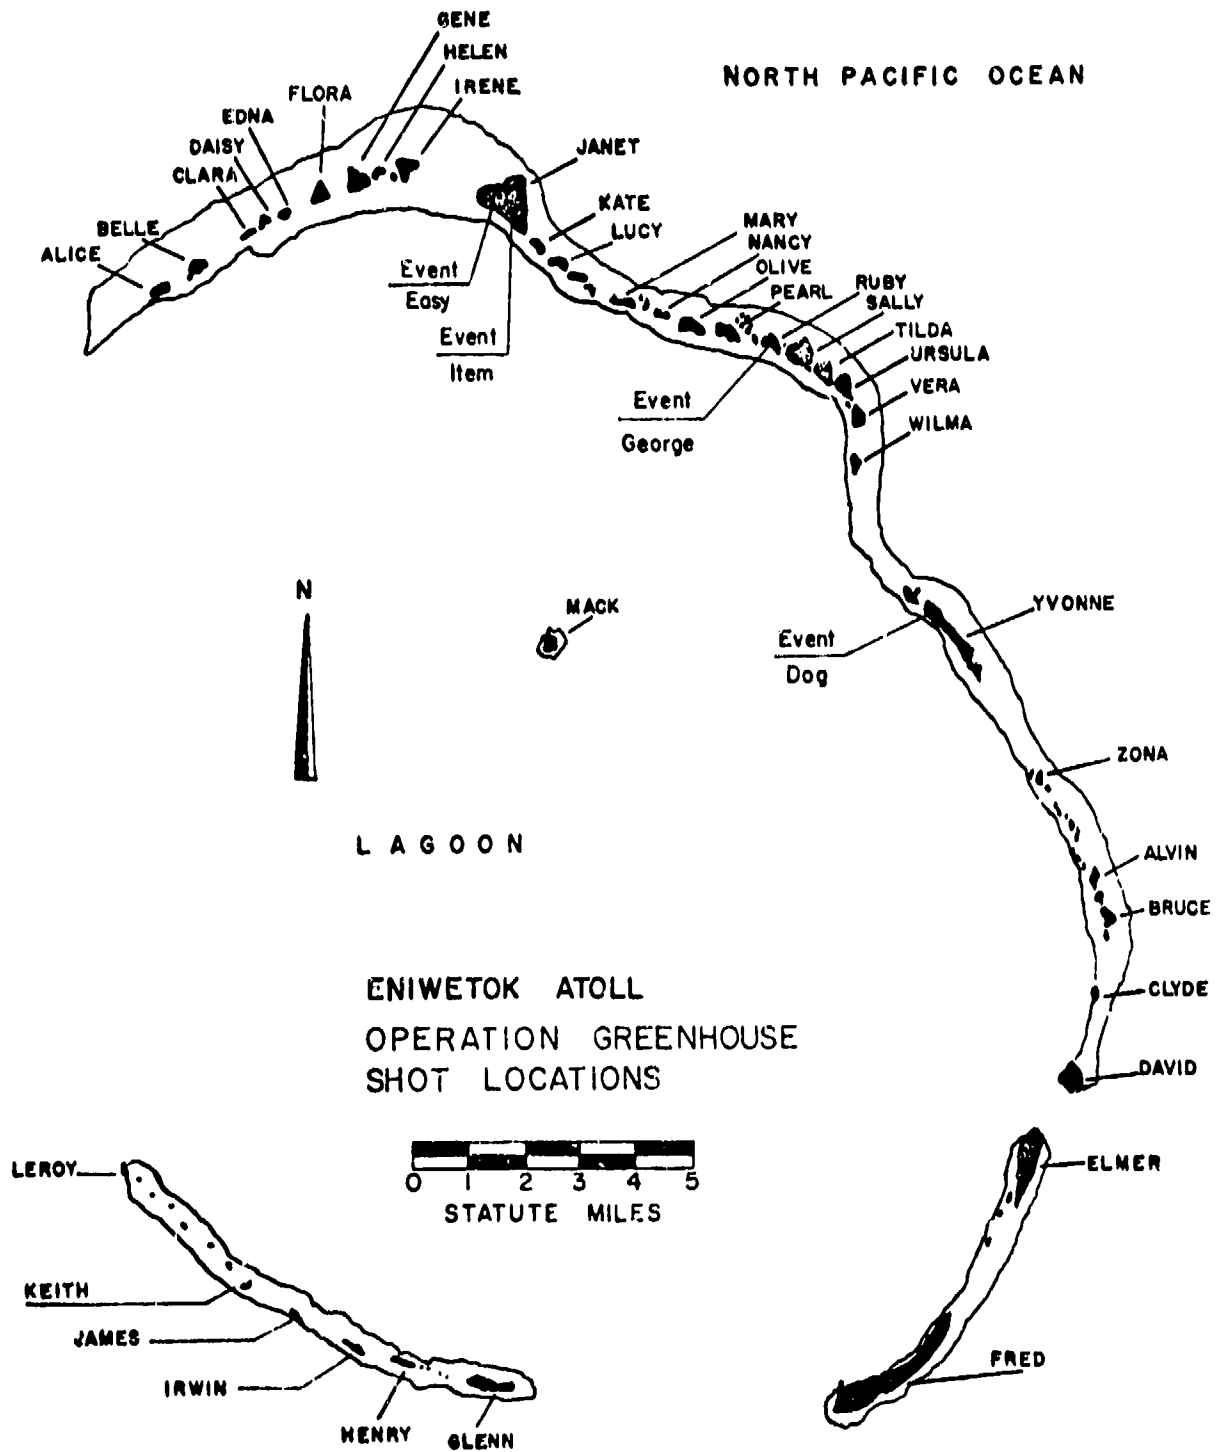 GENE
HELEN
IRENE
FLORA
EDNA
DAISY
CLARA
BELLE
ALICE
NORTH PACIFIC OCEAN
JANET
KATE
LUCY
MARY
NANCY
OLIVE
PEARL
RUBY
SALLY
TILDA
URSULA
VERA
WILMA
Event
Easy
Event
Item
Event
George
N
MACK
YVONNE
Event
Dog
ZONA
LAGOON
ALVIN
BRUCE
CLYDE
DAVID
ENIWETOK ATOLL
OPERATION GREENHOUSE
SHOT LOCATIONS
0 1 2 3 4 5
STATUTE MILES
LEROY
ELMER
KEITH
JAMES
IRWIN
HENRY
GLENN
FRED